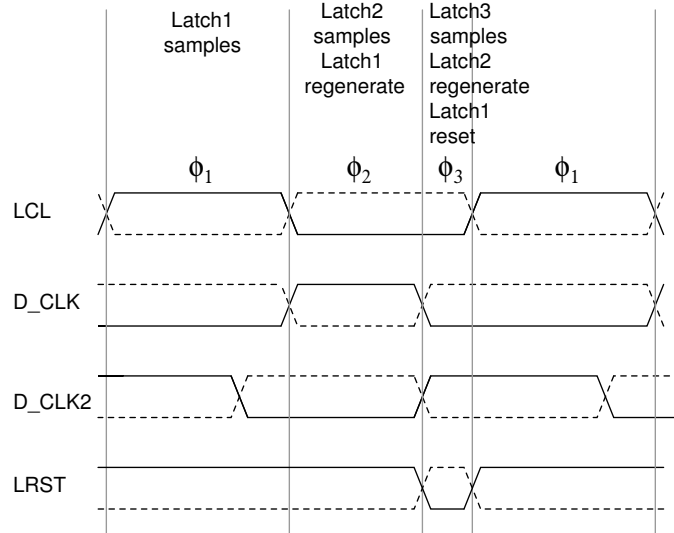 Latch1
samples
Latch2
samples
Latch1
regenerate
Latch3
samples
Latch2
regenerate
Latch1
reset
ϕ1 ϕ2 ϕ3 ϕ1
LCL
D_CLK
D_CLK2
LRST